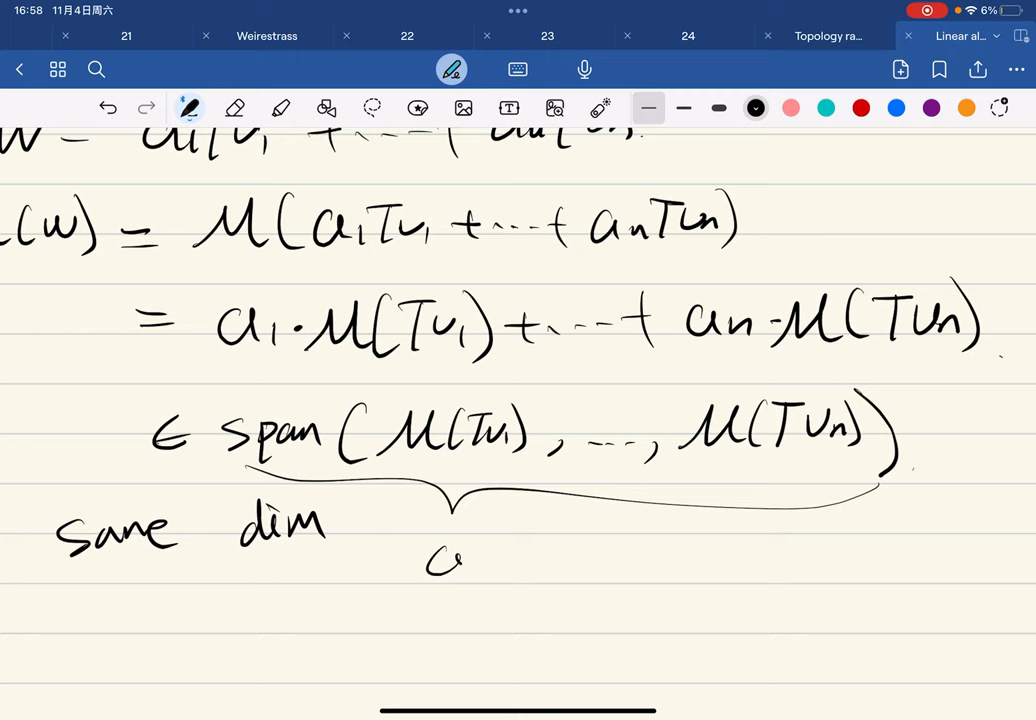 16:58 11月4日周六
6%
21 Weirestrass 22 23 24 Topology ra... Linear al...
w = a₁Tv₁ + ... +
(w) = M(a₁Tv₁ + ... + aₙTvₙ)
= a₁·M(Tv₁) + ... + aₙ·M(Tvₙ).
∈ span(M(Tv₁), ..., M(Tvₙ)).
same dim